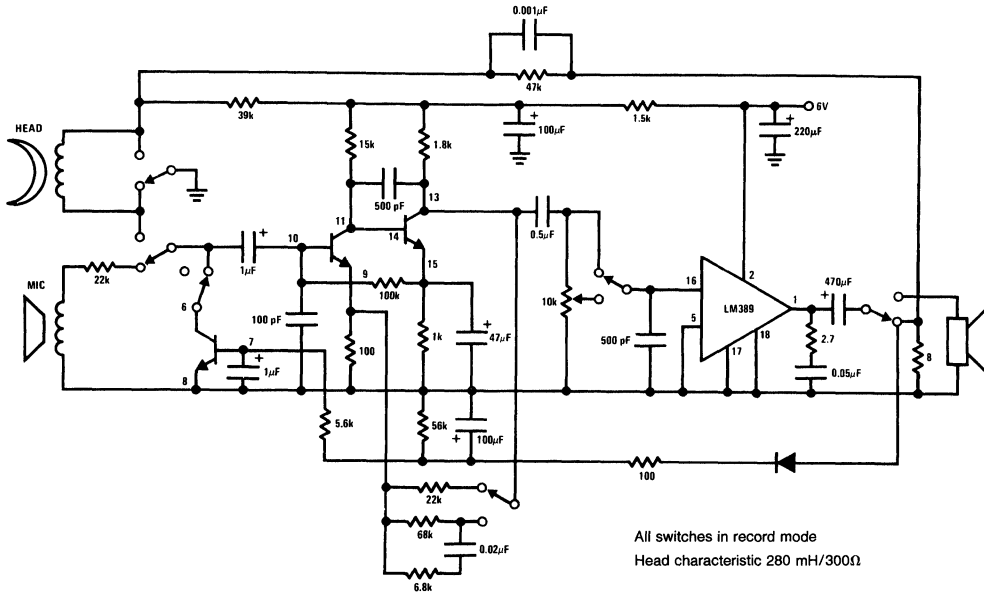 0.001μF
47k
6V
39k
1.5k
HEAD
15k
1.8k
+
100μF
+
220μF
500 pF
13
11
14
10
+
1μF
0.5μF
15
9
100k
22k
MIC
6
100 pF
10k
16
2
LM389
1
470μF
+
5
18
17
500 pF
2.7
8
1k
+
47μF
100
7
+
1μF
8
0.05μF
5.6k
56k
+
100μF
100
22k
68k
0.02μF
6.8k
All switches in record mode
Head characteristic 280 mH/300Ω